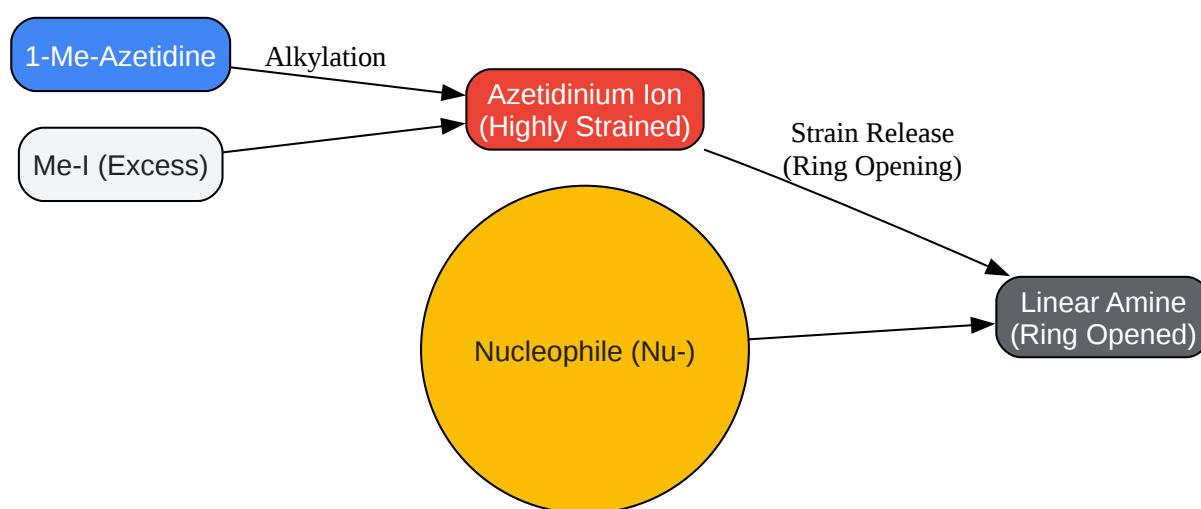 1-Me-Azetidine
Alkylation
Me-I (Excess)
Azetidinium Ion
(Highly Strained)
Strain Release
(Ring Opening)
Nucleophile (Nu-)
Linear Amine
(Ring Opened)